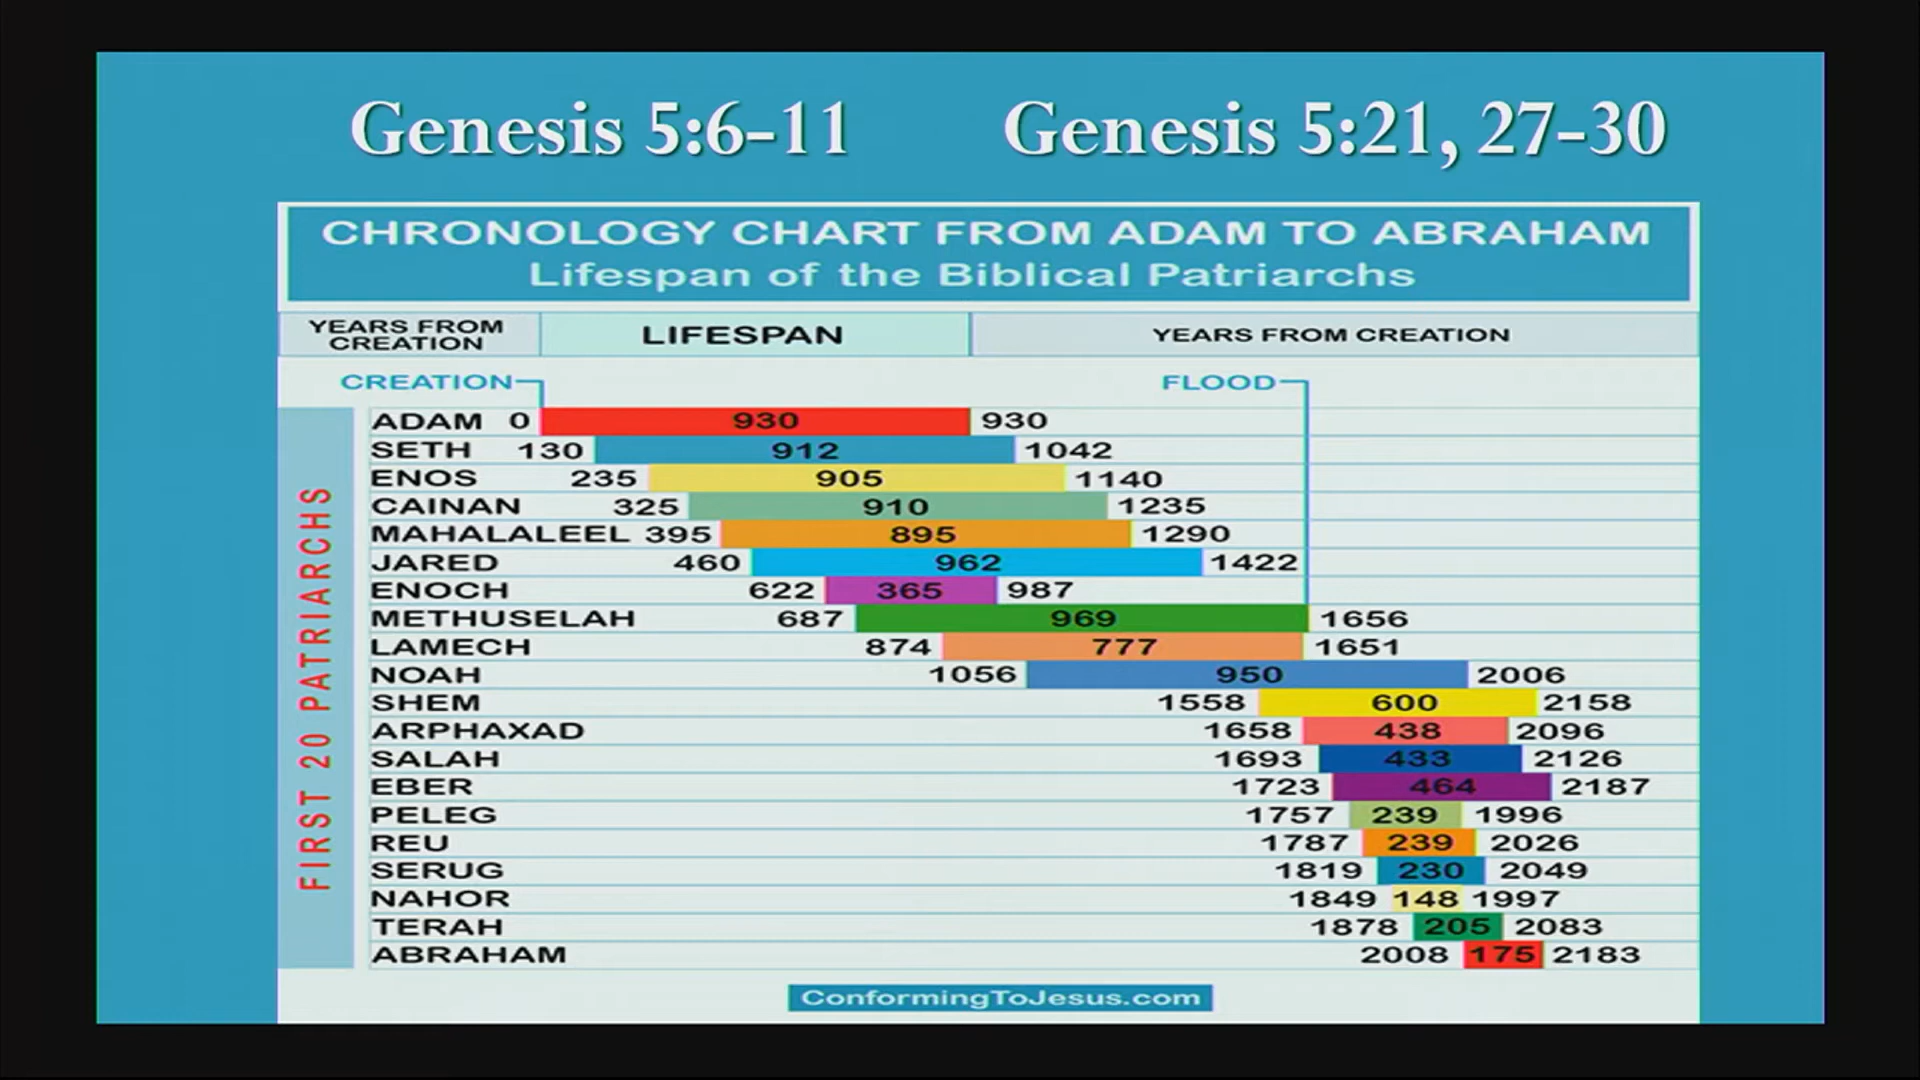 Genesis 5:6-11 Genesis 5:21, 27-30
CHRONOLOGY CHART FROM ADAM TO ABRAHAM
Lifespan of the Biblical Patriarchs
YEARS FROM CREATION LIFESPAN YEARS FROM CREATION
CREATION FLOOD
FIRST 20 PATRIARCHS
ADAM 0 930 930
SETH 130 912 1042
ENOS 235 905 1140
CAINAN 325 910 1235
MAHALALEEL 395 895 1290
JARED 460 962 1422
ENOCH 622 365 987
METHUSELAH 687 969 1656
LAMECH 874 777 1651
NOAH 1056 950 2006
SHEM 1558 600 2158
ARPHAXAD 1658 438 2096
SALAH 1693 433 2126
EBER 1723 464 2187
PELEG 1757 239 1996
REU 1787 239 2026
SERUG 1819 230 2049
NAHOR 1849 148 1997
TERAH 1878 205 2083
ABRAHAM 2008 175 2183
ConformingToJesus.com